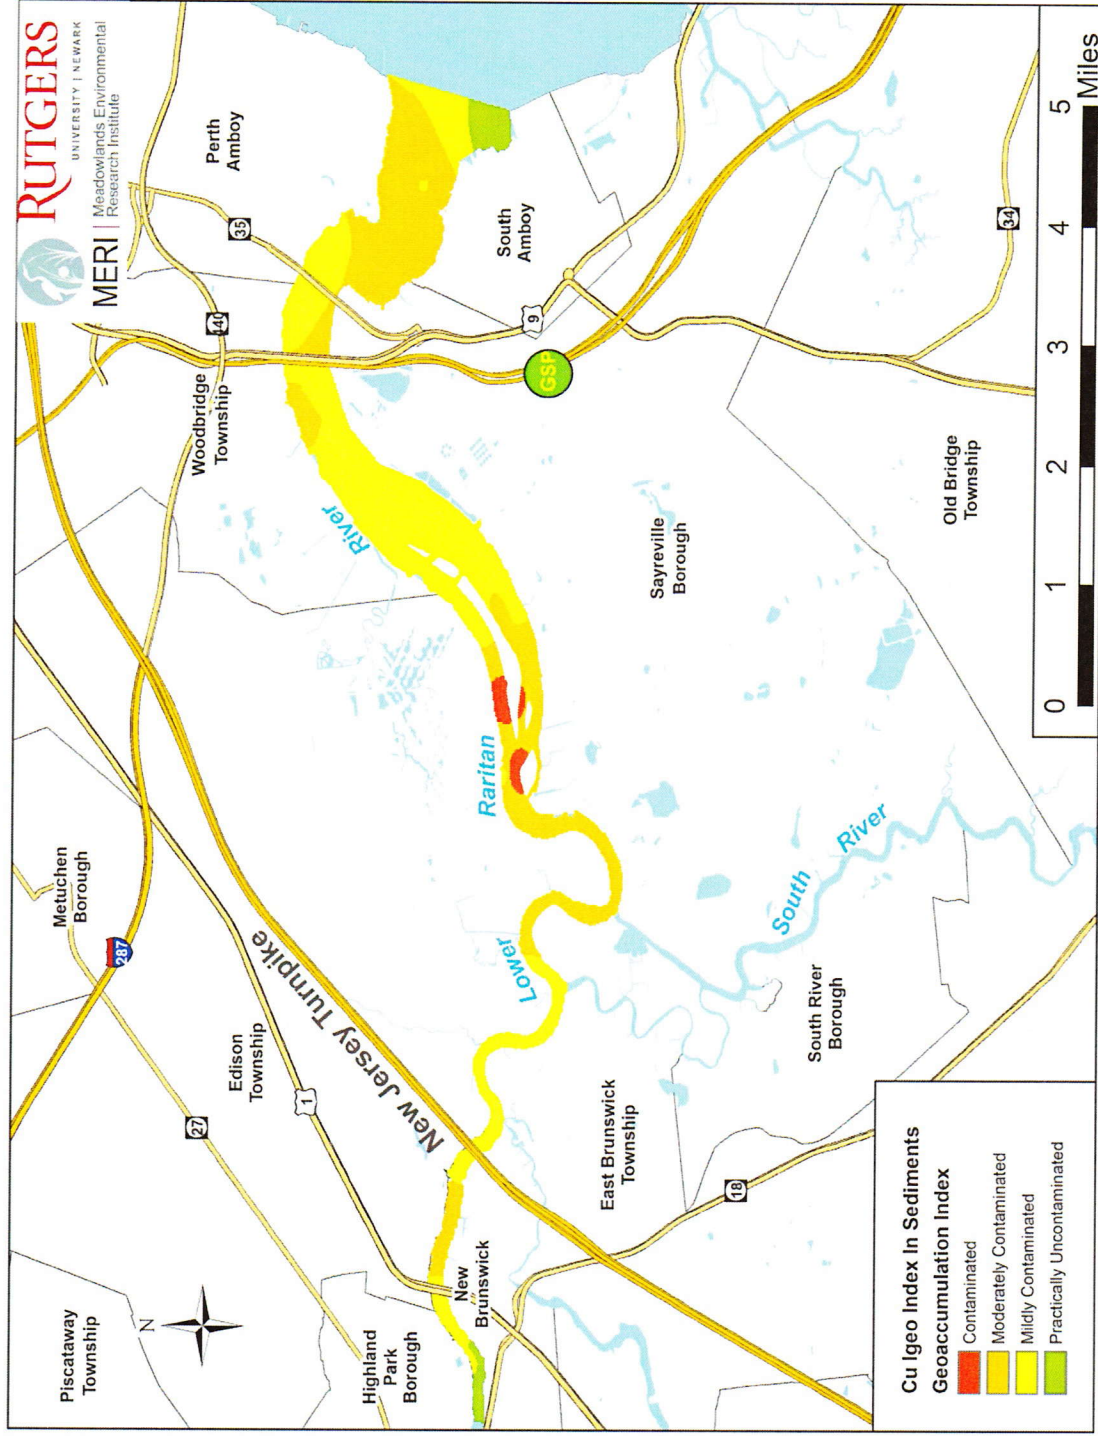 RUTGERS
UNIVERSITY | NEWARK
MERI | Meadowlands Environmental
Research Institute
Piscataway
Township
N
Highland
Park
Borough
New
Brunswick
27
1
Edison
Township
287
Metuchen
Borough
New Jersey Turnpike
Woodbridge
Township
440
35
Perth
Amboy
South
Amboy
9
GSP
34
Lower
Raritan
River
Sayreville
Borough
Old Bridge
Township
South
River
South River
Borough
East Brunswick
Township
18
Cu Igeo Index In Sediments
Geoaccumulation Index
Contaminated
Moderately Contaminated
Mildly Contaminated
Practically Uncontaminated
0 1 2 3 4 5
Miles